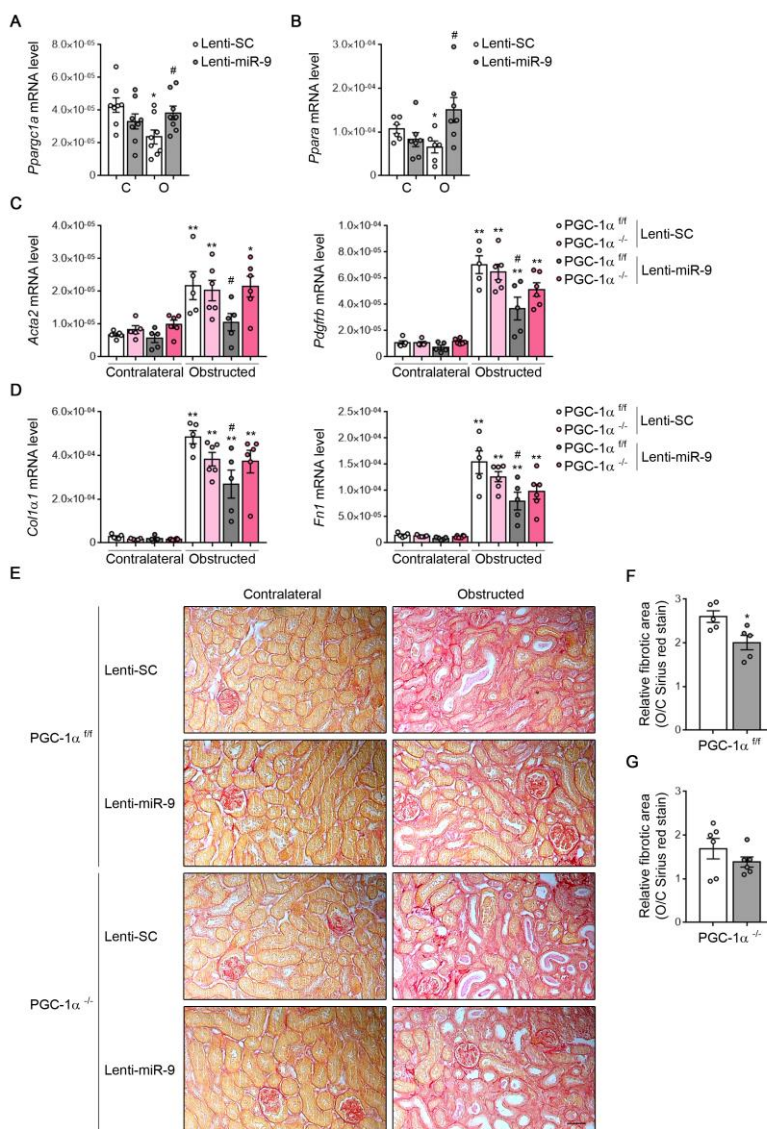 A
Ppargc1a mRNA level
8.0×10-05
6.0×10-05
4.0×10-05
2.0×10-05
0
C
O
*
#
Lenti-SC
Lenti-miR-9
B
Ppara mRNA level
3.0×10-04
2.0×10-04
1.0×10-04
0
C
O
*
#
Lenti-SC
Lenti-miR-9
C
Acta2 mRNA level
4.0×10-05
3.0×10-05
2.0×10-05
1.0×10-05
0
** ** # *
Contralateral
Obstructed
Pdgfrb mRNA level
1.0×10-04
8.0×10-05
6.0×10-05
4.0×10-05
2.0×10-05
0
** ** # ** **
Contralateral
Obstructed
PGC-1α f/f
PGC-1α -/-
Lenti-SC
PGC-1α f/f
PGC-1α -/-
Lenti-miR-9
D
Col1α1 mRNA level
6.0×10-04
4.0×10-04
2.0×10-04
0
** ** # ** **
Contralateral
Obstructed
Fn1 mRNA level
2.5×10-04
2.0×10-04
1.5×10-04
1.0×10-04
5.0×10-05
0
** ** # ** **
Contralateral
Obstructed
PGC-1α f/f
PGC-1α -/-
Lenti-SC
PGC-1α f/f
PGC-1α -/-
Lenti-miR-9
E
Contralateral
Obstructed
PGC-1α f/f
Lenti-SC
Lenti-miR-9
PGC-1α -/-
Lenti-SC
Lenti-miR-9
F
Relative fibrotic area
(O/C Sirius red stain)
3
2
1
0
*
PGC-1α f/f
G
Relative fibrotic area
(O/C Sirius red stain)
3
2
1
0
PGC-1α -/-